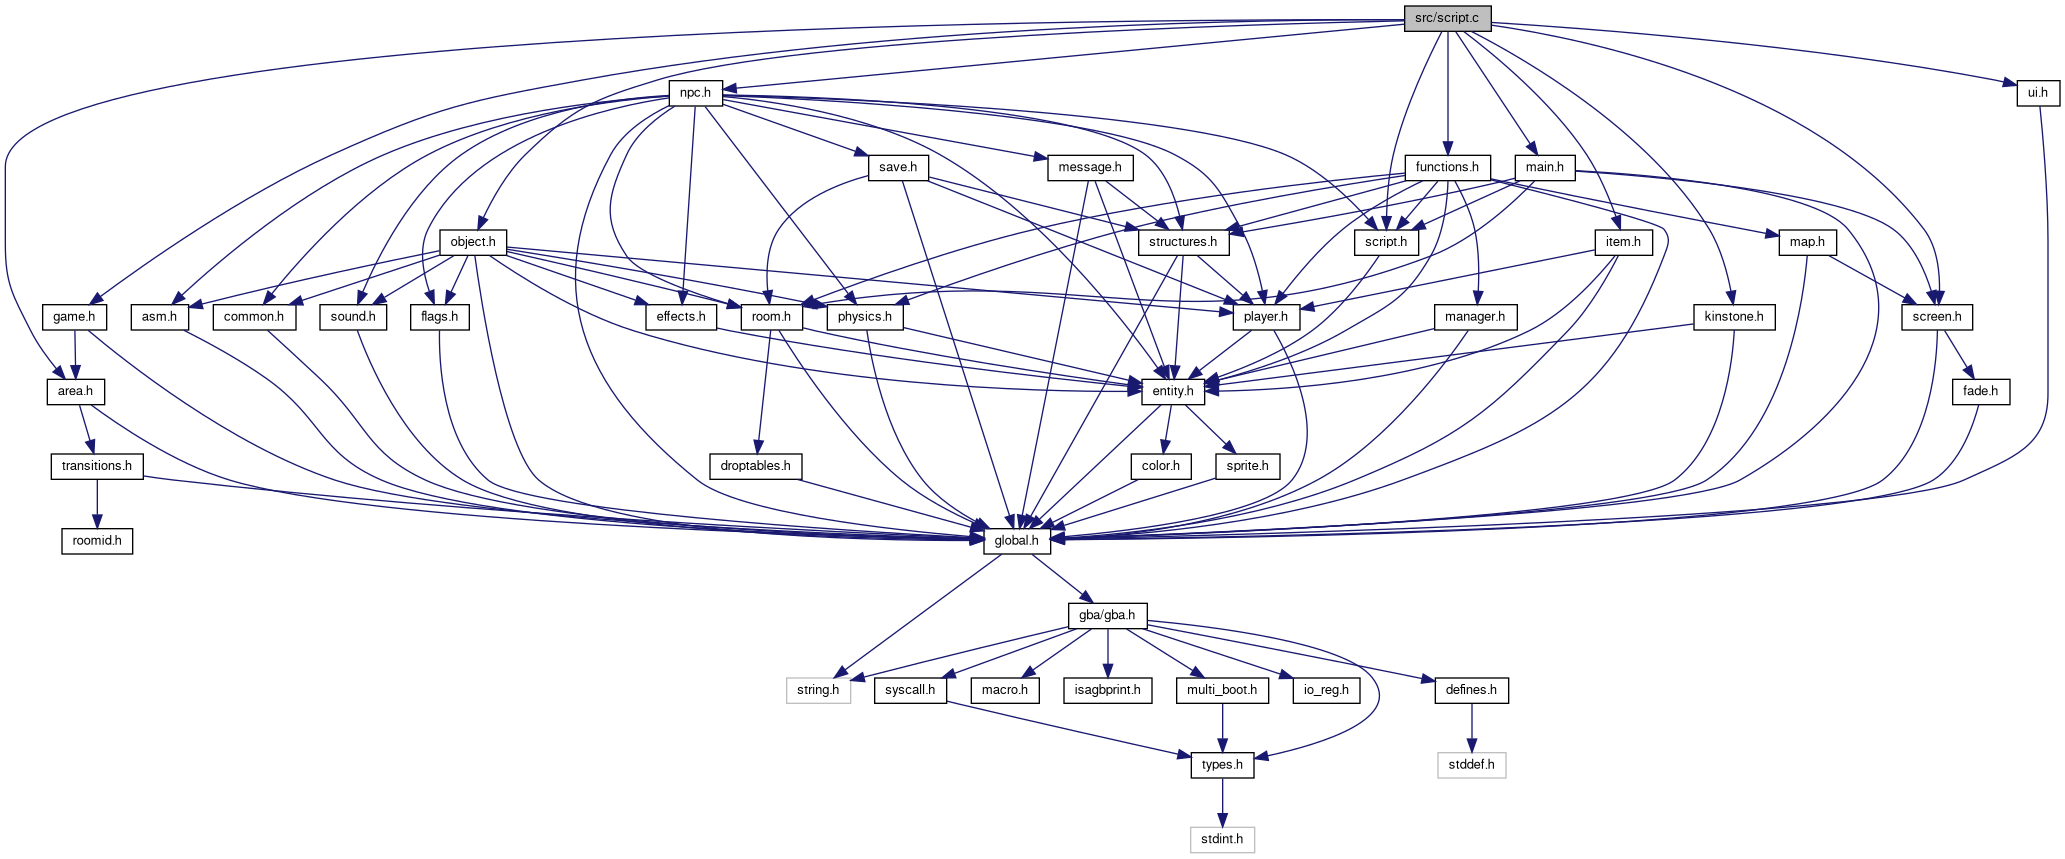 src/script.c
npc.h
ui.h
save.h
message.h
functions.h
main.h
object.h
structures.h
script.h
item.h
map.h
game.h
asm.h
common.h
sound.h
flags.h
effects.h
room.h
physics.h
player.h
manager.h
kinstone.h
screen.h
area.h
entity.h
fade.h
transitions.h
droptables.h
color.h
sprite.h
roomid.h
global.h
gba/gba.h
string.h
syscall.h
macro.h
isagbprint.h
multi_boot.h
io_reg.h
defines.h
types.h
stddef.h
stdint.h